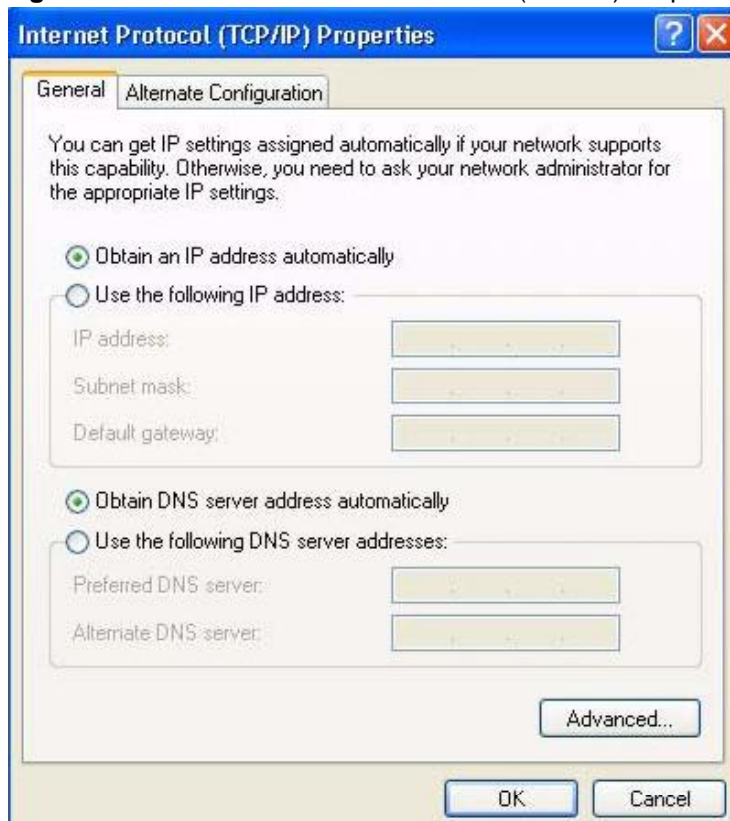 Internet Protocol (TCP/IP) Properties
General
Alternate Configuration
You can get IP settings assigned automatically if your network supports
this capability. Otherwise, you need to ask your network administrator for
the appropriate IP settings.
Obtain an IP address automatically
Use the following IP address:
IP address:
Subnet mask:
Default gateway:
Obtain DNS server address automatically
Use the following DNS server addresses:
Preferred DNS server:
Alternate DNS server:
Advanced...
OK
Cancel